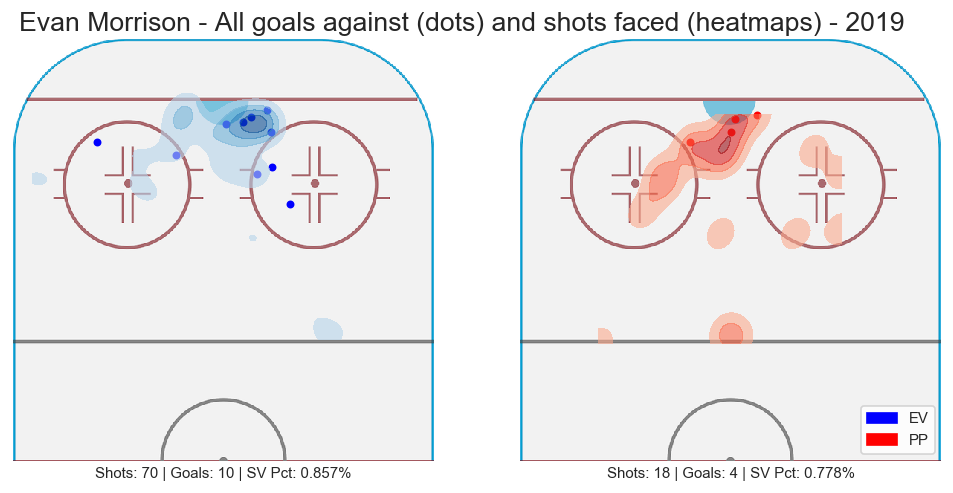 Evan Morrison - All goals against (dots) and shots faced (heatmaps) - 2019
EV
PP
Shots: 70 | Goals: 10 | SV Pct: 0.857%
Shots: 18 | Goals: 4 | SV Pct: 0.778%